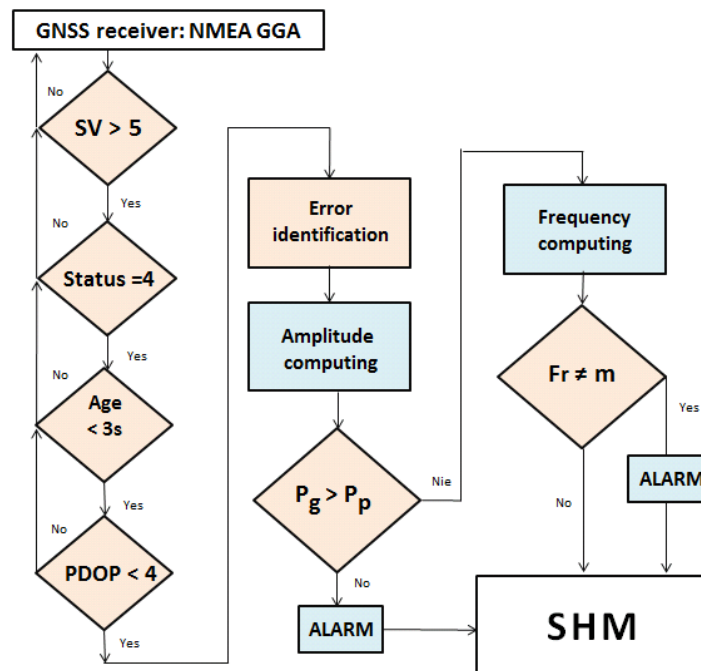 GNSS receiver: NMEA GGA
No
SV > 5
Yes
No
Status =4
Yes
No
Age
< 3s
Yes
No
PDOP < 4
Yes
Error
identification
Amplitude
computing
Pg > Pp
Nie
No
ALARM
Frequency
computing
Fr ≠ m
Yes
No
ALARM
SHM